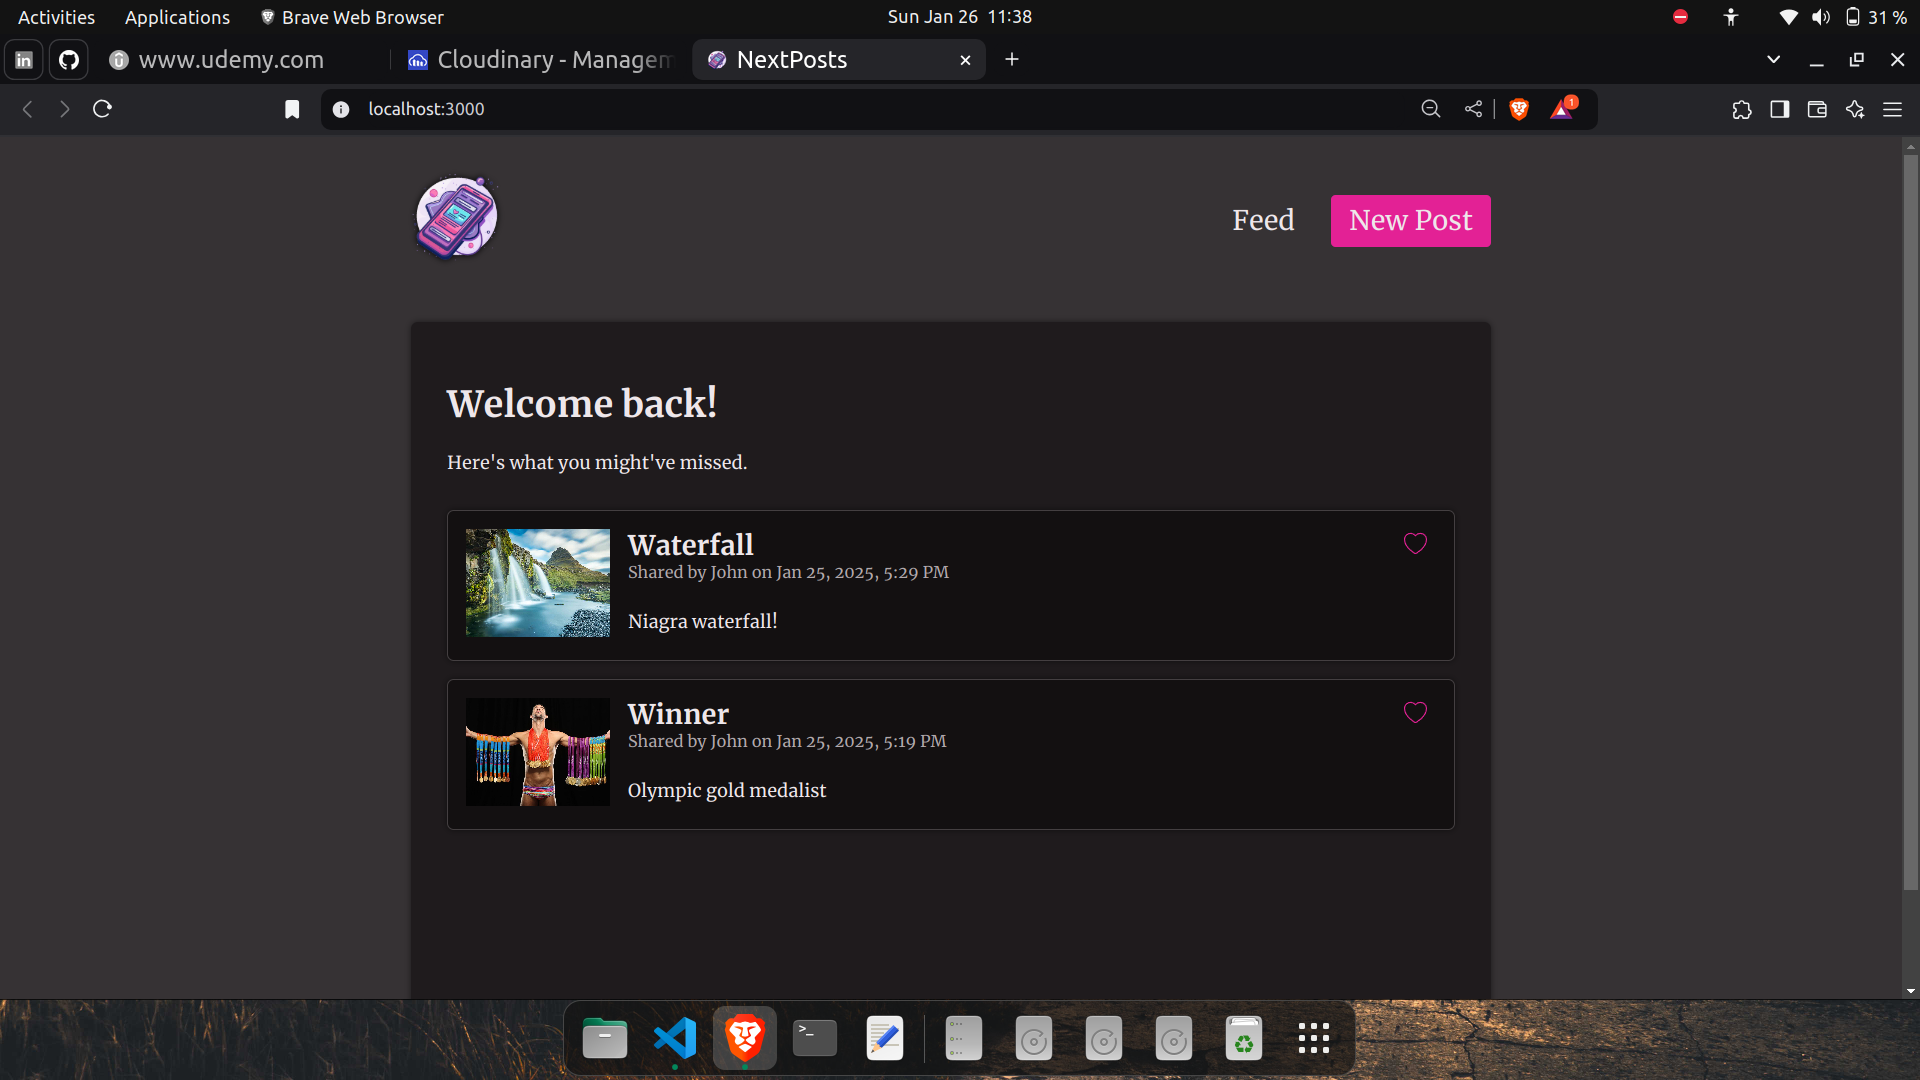 Activities Applications Brave Web Browser Sun Jan 26 11:38 31 %
in www.udemy.com Cloudinary - Managem NextPosts
localhost:3000 1
Feed New Post
Welcome back!
Here's what you might've missed.
Waterfall
Shared by John on Jan 25, 2025, 5:29 PM
Niagra waterfall!
Winner
Shared by John on Jan 25, 2025, 5:19 PM
Olympic gold medalist
>_